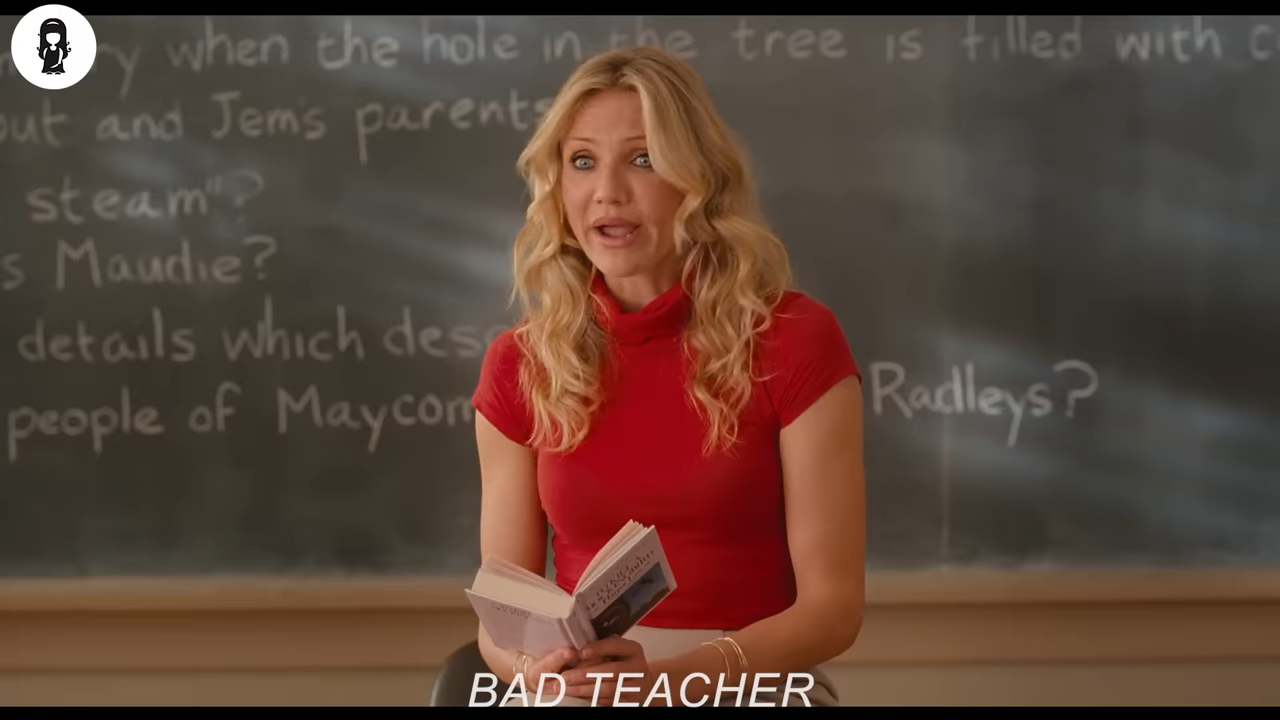 when the hole in the tree is filled with
out and Jem's parents
steam"?
s Maudie?
details which desc
people of Maycom Radleys?
BAD TEACHER